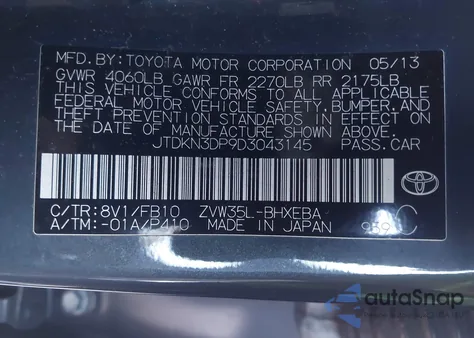 MFD.BY:TOYOTA MOTOR CORPORATION 05/13
GVWR 4060LB GAWR FR 2270LB RR 2175LB
THIS VEHICLE CONFORMS TO ALL APPLICABLE
FEDERAL MOTOR VEHICLE SAFETY, BUMPER, AND
THEFT PREVENTION STANDARDS IN EFFECT ON
THE DATE OF MANUFACTURE SHOWN ABOVE.
JTDKN3DP9D3043145 PASS.CAR
C/TR:8V1/FB10 ZVW35L-BHXEBA
A/TM:-01A/P410 MADE IN JAPAN C
TOYOTA
autaSnap